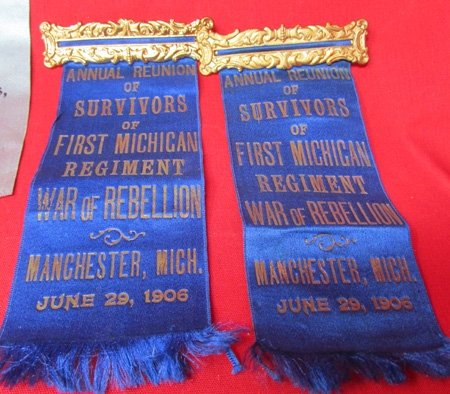 ANNUAL REUNION
OF
SURVIVORS
OF
FIRST MICHIGAN
REGIMENT
WAR OF REBELLION
MANCHESTER, MICH.
JUNE 29, 1906
ANNUAL REUNION
OF
SURVIVORS
OF
FIRST MICHIGAN
REGIMENT
WAR OF REBELLION
MANCHESTER, MICH.
JUNE 29, 1906